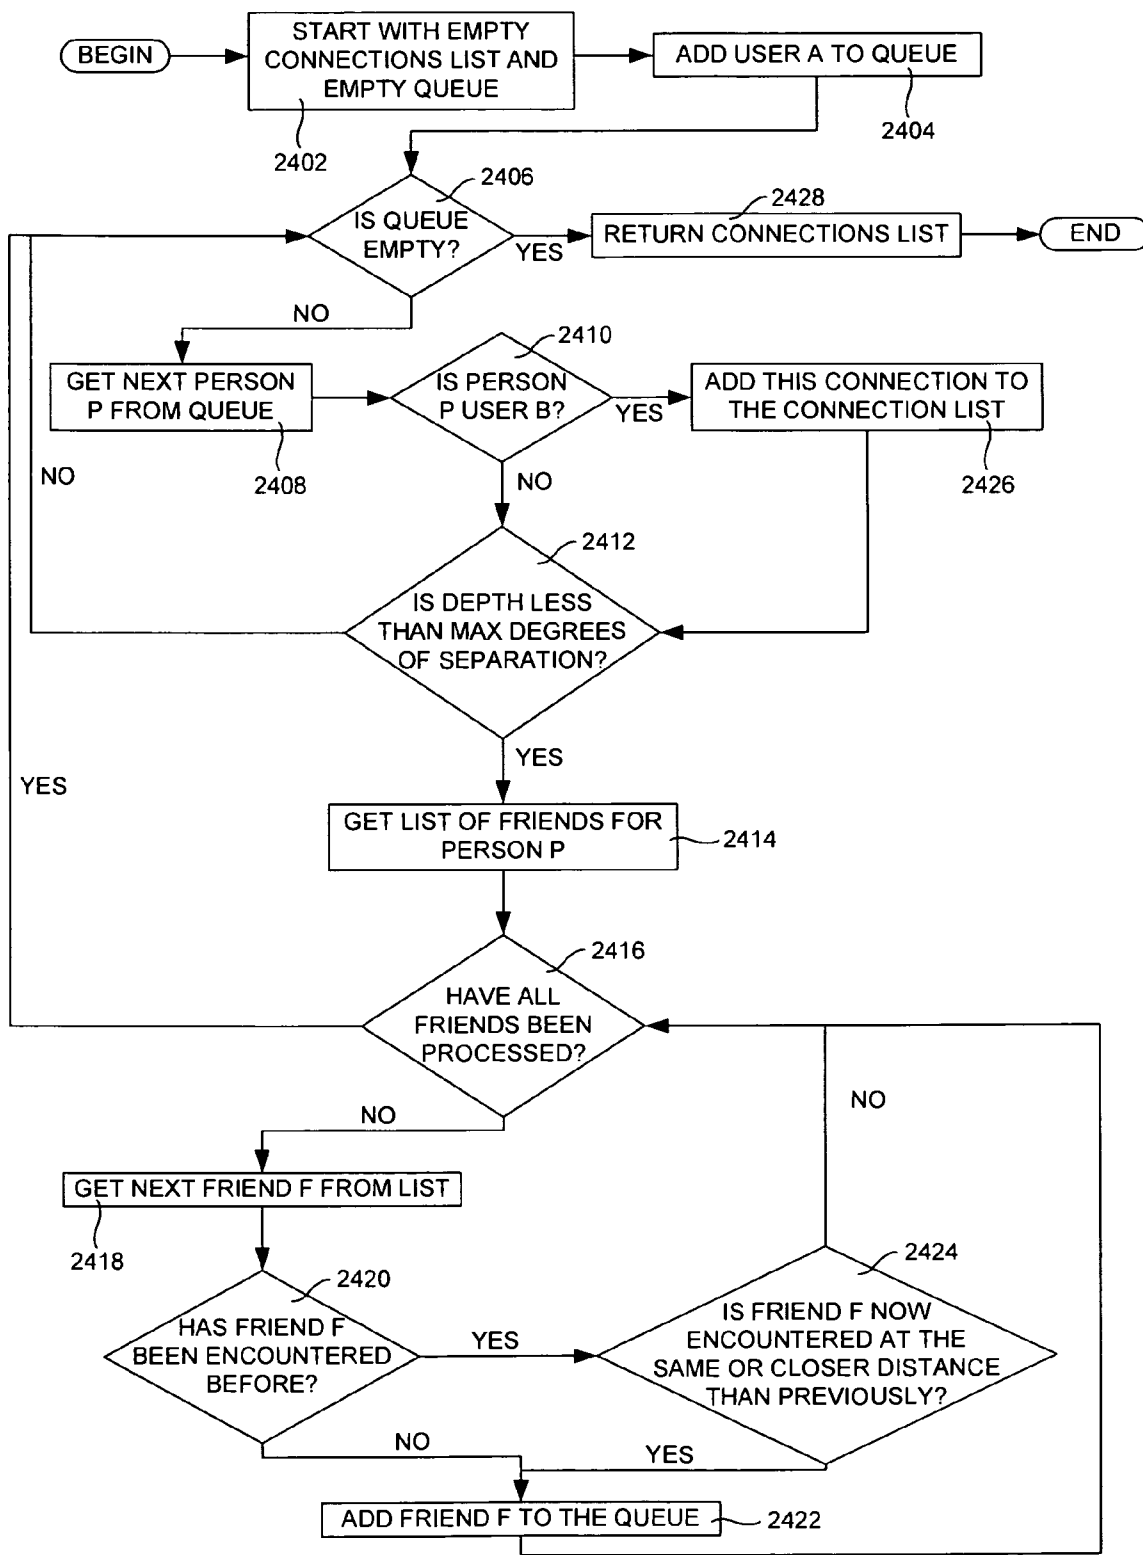 BEGIN
START WITH EMPTY
CONNECTIONS LIST AND
EMPTY QUEUE
2402
ADD USER A TO QUEUE
2404
IS QUEUE
EMPTY?
2406
YES
2428
RETURN CONNECTIONS LIST
END
NO
GET NEXT PERSON
P FROM QUEUE
2408
2410
IS PERSON
P USER B?
YES
ADD THIS CONNECTION TO
THE CONNECTION LIST
2426
NO
NO
2412
IS DEPTH LESS
THAN MAX DEGREES
OF SEPARATION?
YES
YES
GET LIST OF FRIENDS FOR
PERSON P
2414
2416
HAVE ALL
FRIENDS BEEN
PROCESSED?
NO
NO
GET NEXT FRIEND F FROM LIST
2418
2420
HAS FRIEND F
BEEN ENCOUNTERED
BEFORE?
YES
2424
IS FRIEND F NOW
ENCOUNTERED AT THE
SAME OR CLOSER DISTANCE
THAN PREVIOUSLY?
NO
YES
ADD FRIEND F TO THE QUEUE
2422